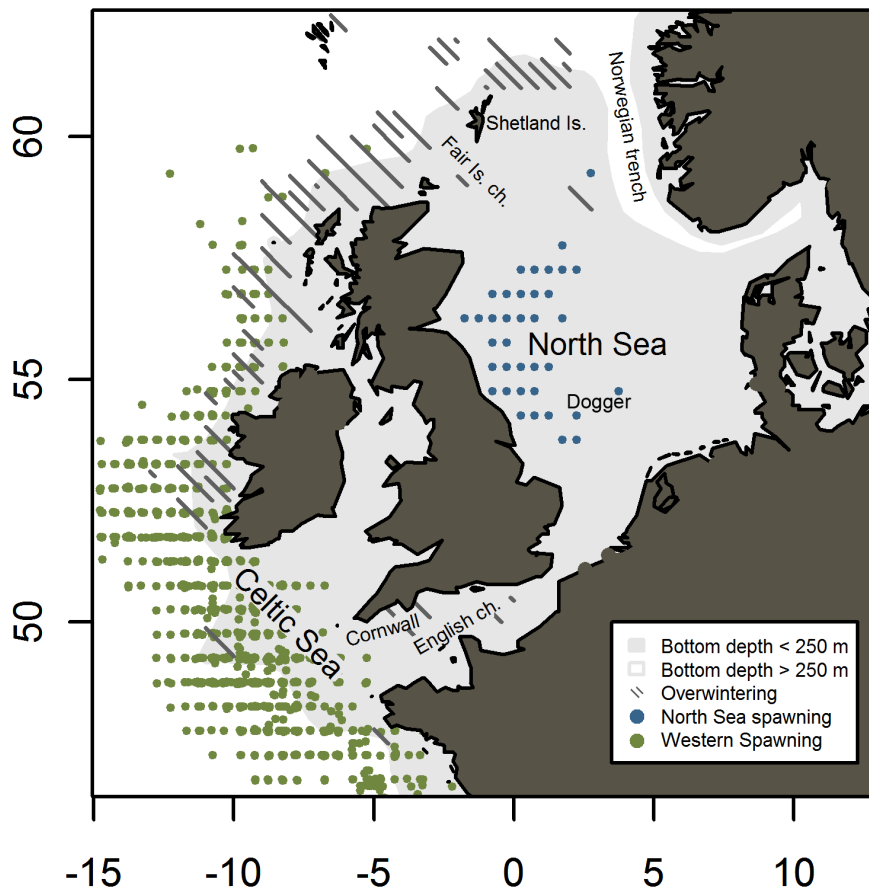 60
55
50
Shetland Is.
Fair Is. ch.
Norwegian trench
North Sea
Dogger
Celtic Sea
Cornwall
English ch.
Bottom depth < 250 m
Bottom depth > 250 m
Overwintering
North Sea spawning
Western Spawning
-15
-10
-5
0
5
10